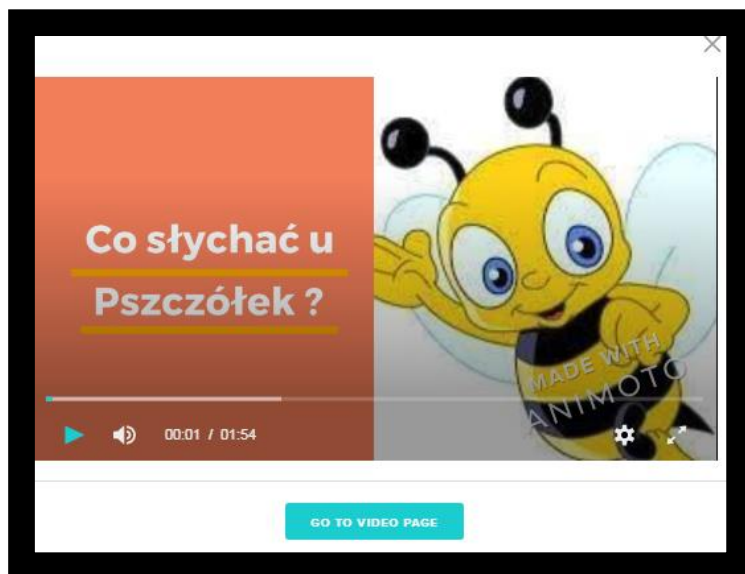 Co słychać u
Pszczółek ?
MADE WITH
ANIMOTO
00:01 / 01:54
GO TO VIDEO PAGE